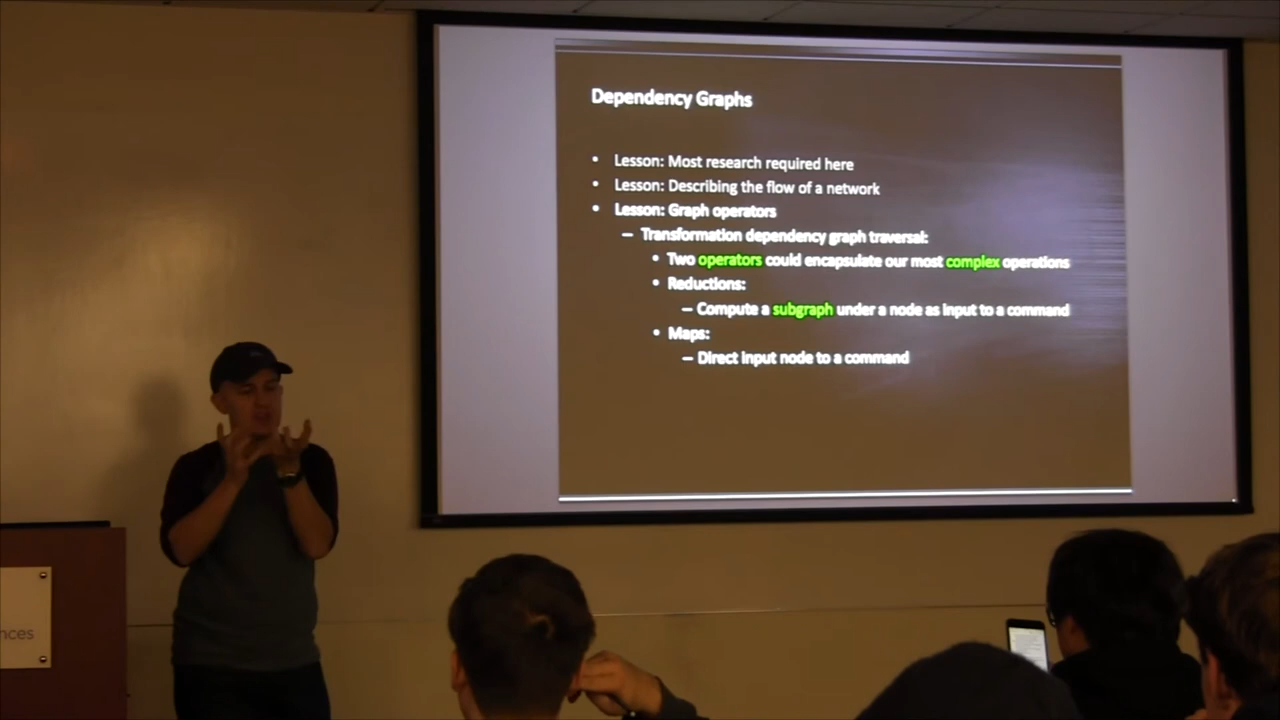 Dependency Graphs
• Lesson: Most research required here
• Lesson: Describing the flow of a network
• Lesson: Graph operators
– Transformation dependency graph traversal:
• Two operators could encapsulate our most complex operations
• Reductions:
– Compute a subgraph under a node as input to a command
• Maps:
– Direct input node to a command
nces